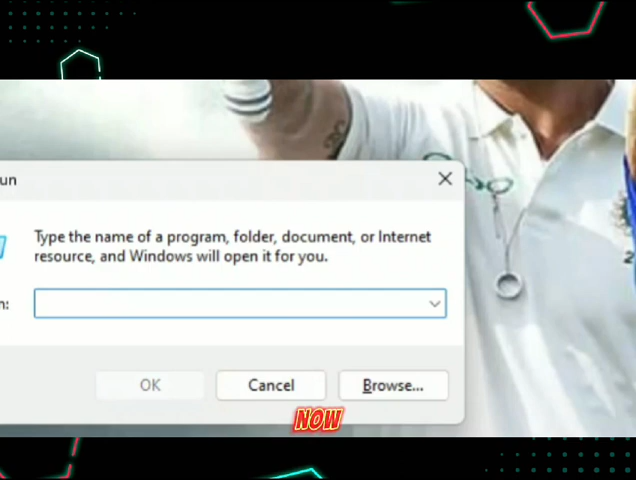 un
Type the name of a program, folder, document, or Internet
resource, and Windows will open it for you.
n:
OK
Cancel
Browse...
NOW